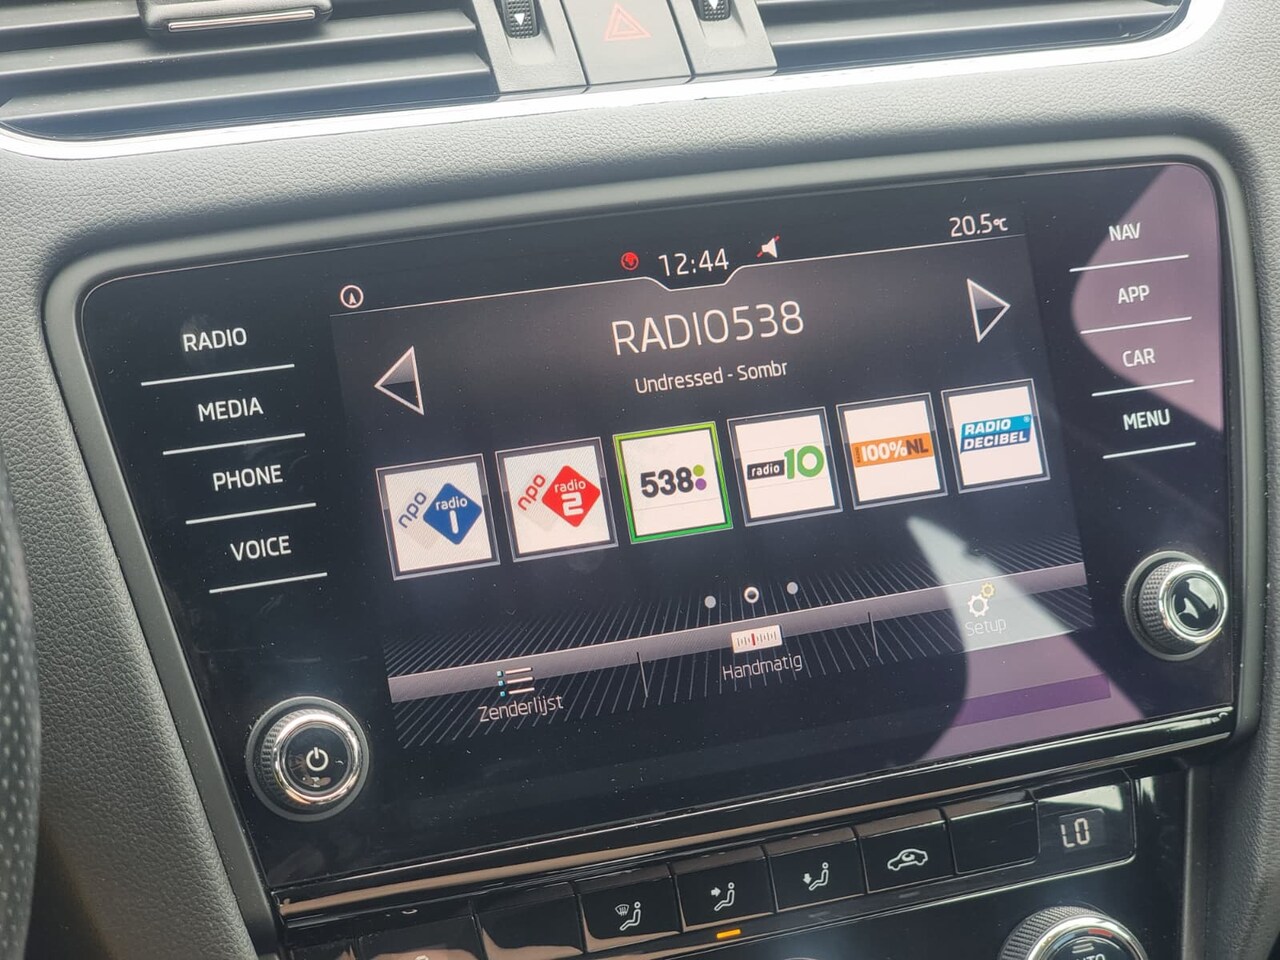 20.5°C
12:44
RADIO
MEDIA
PHONE
VOICE
RADIO538
Undressed - Sombr
npo radio 1
npo radio 2
538
radio 10
100%NL
RADIO DECIBEL
Zenderlijst
Handmatig
Setup
NAV
APP
CAR
MENU
LO